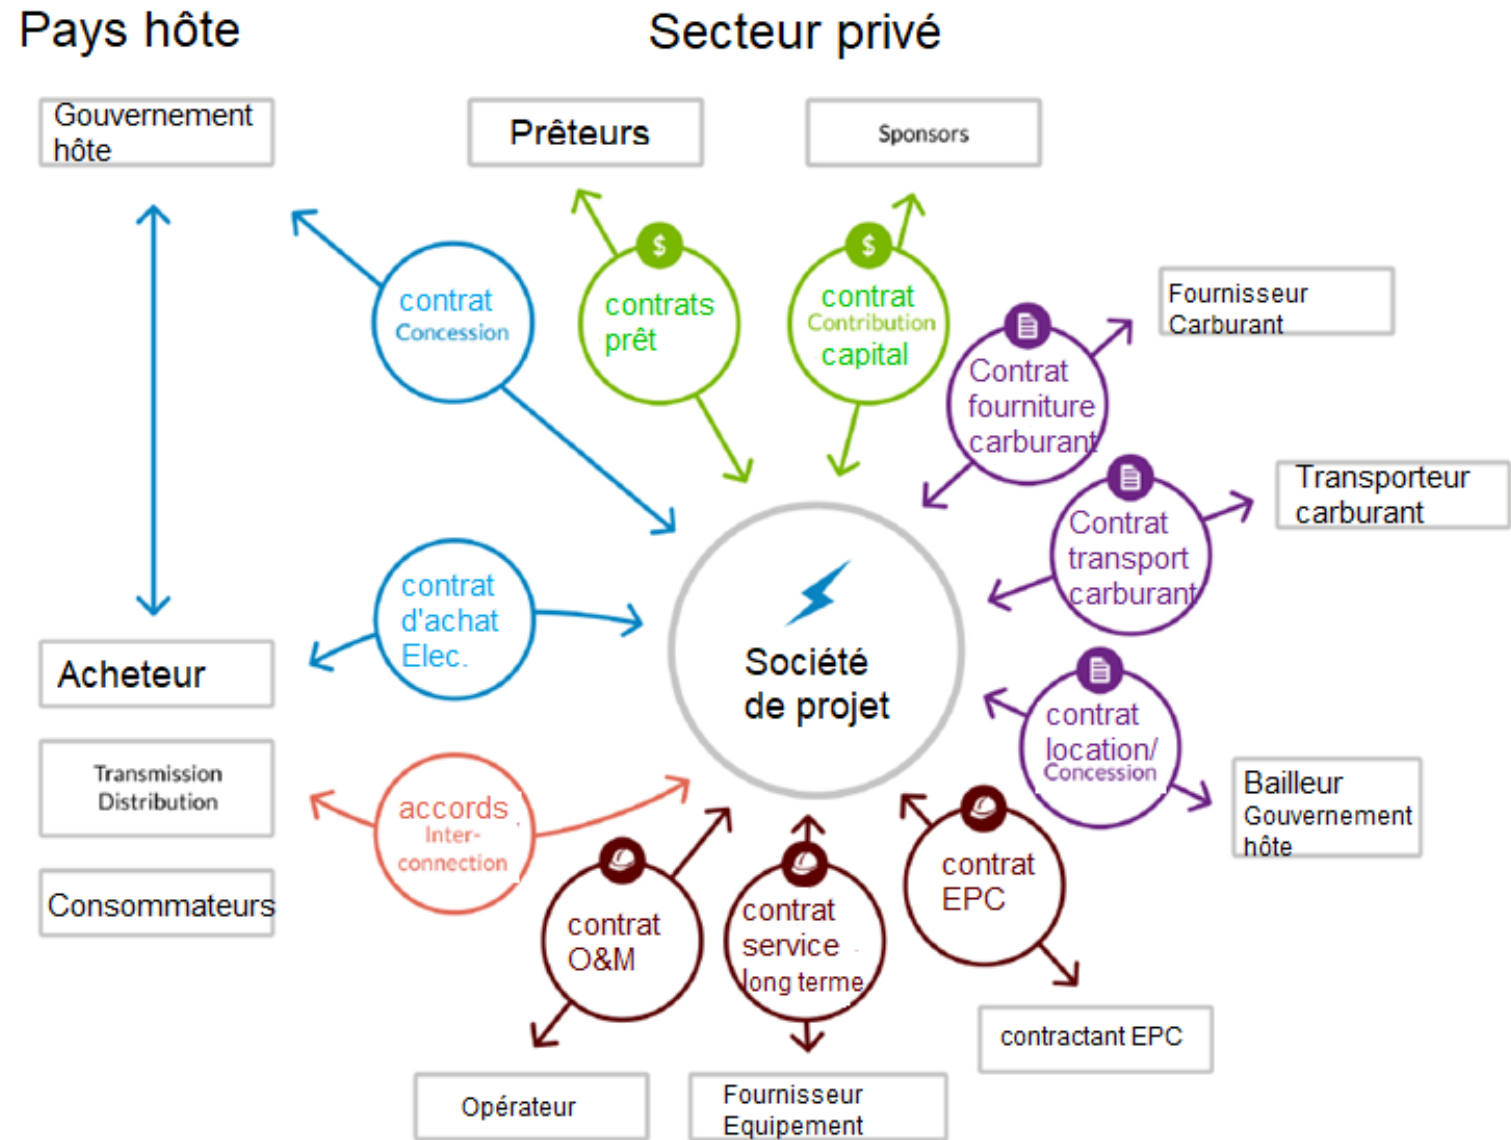 Pays hôte
Secteur privé
Gouvernement
hôte
Prêteurs
Sponsors
contrat
Concession
$
contrats
prêt
$
contrat
Contribution
capital
Fournisseur
Carburant
Contrat
fourniture
carburant
Transporteur
carburant
Contrat
transport
carburant
contrat
d'achat
Elec.
Société
de projet
Acheteur
contrat
location/
Concession
Bailleur
Gouvernement
hôte
Transmission
Distribution
accords
Inter-
connection
Consommateurs
contrat
O&M
contrat
service
long terme
contrat
EPC
contractant EPC
Opérateur
Fournisseur
Equipement